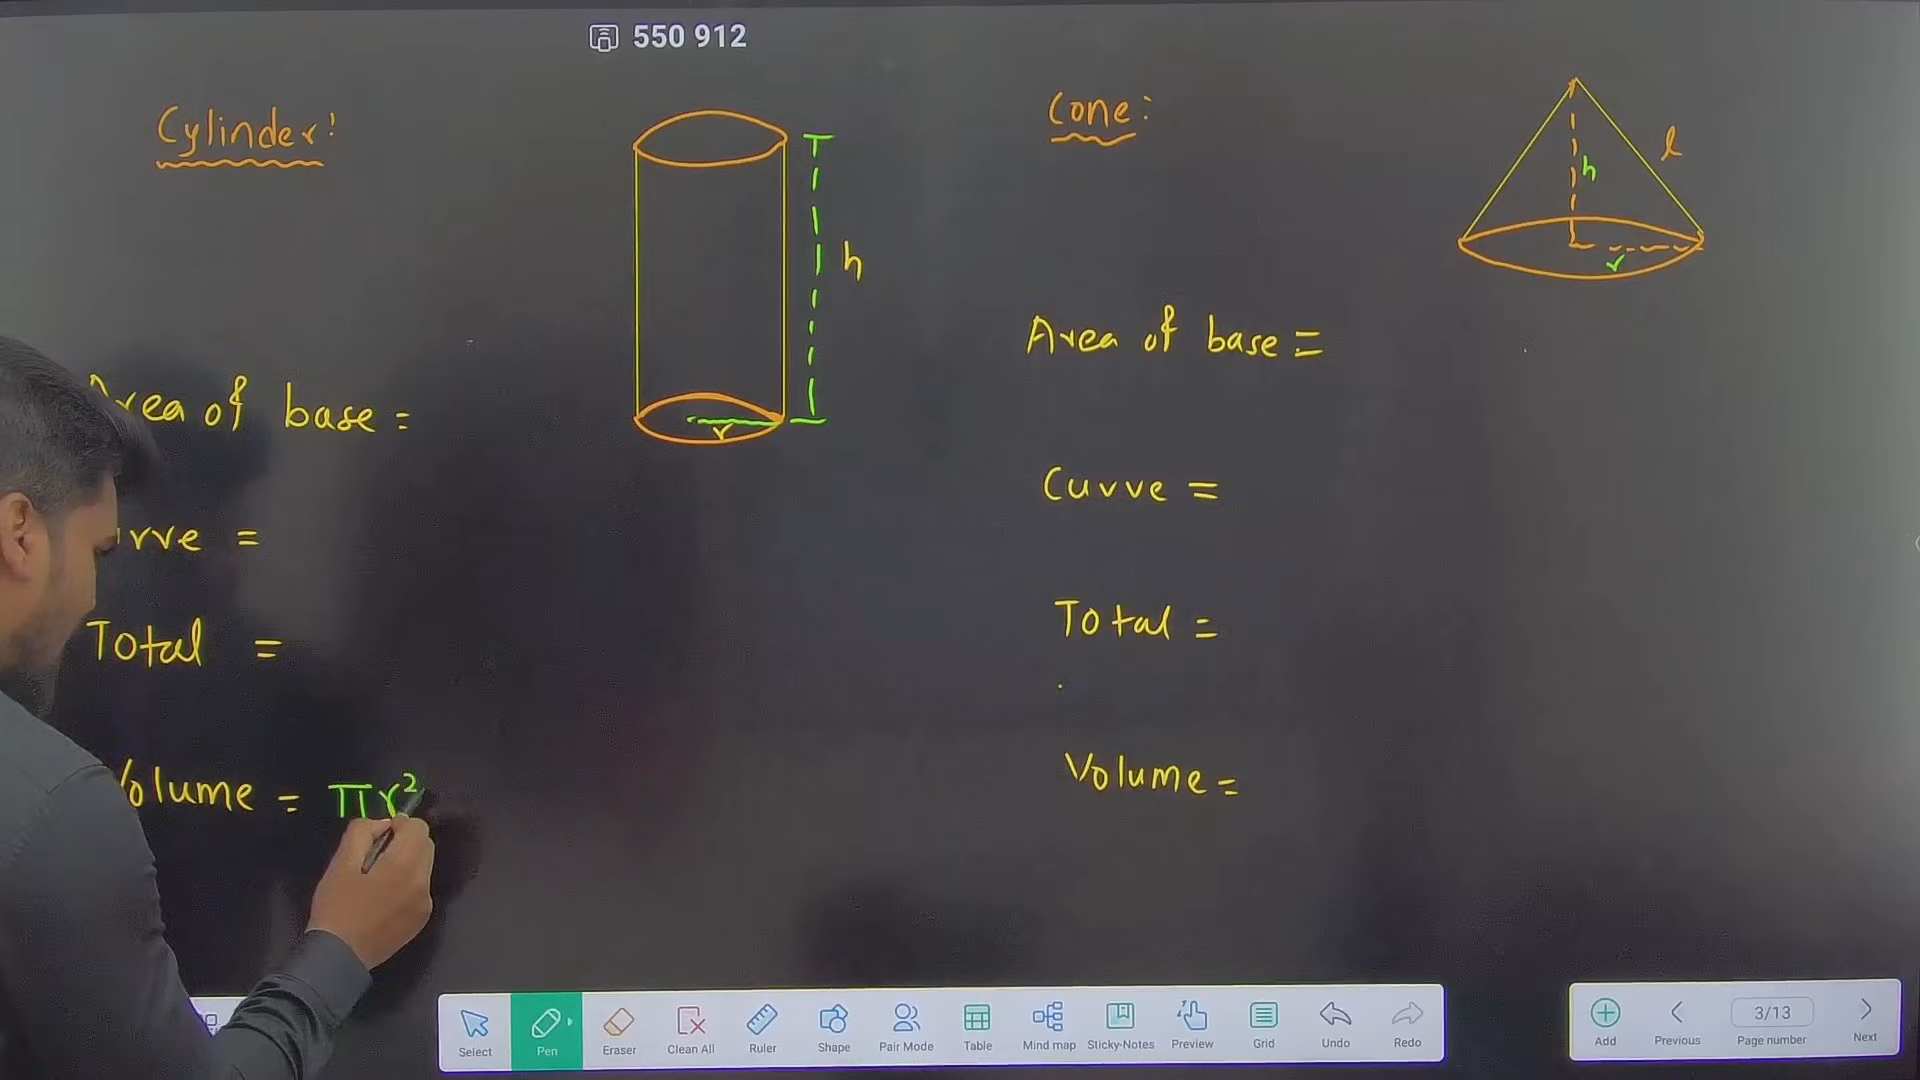 550 912
Cylinder:
h
r
Area of base =
Curve =
Total =
Volume = πr²
Cone:
l
h
r
Area of base =
Curve =
Total =
Volume =
Select
Pen
Eraser
Clean All
Ruler
Shape
Pair Mode
Table
Mind map
Sticky-Notes
Preview
Grid
Undo
Redo
Add
Previous
3/13
Page number
Next